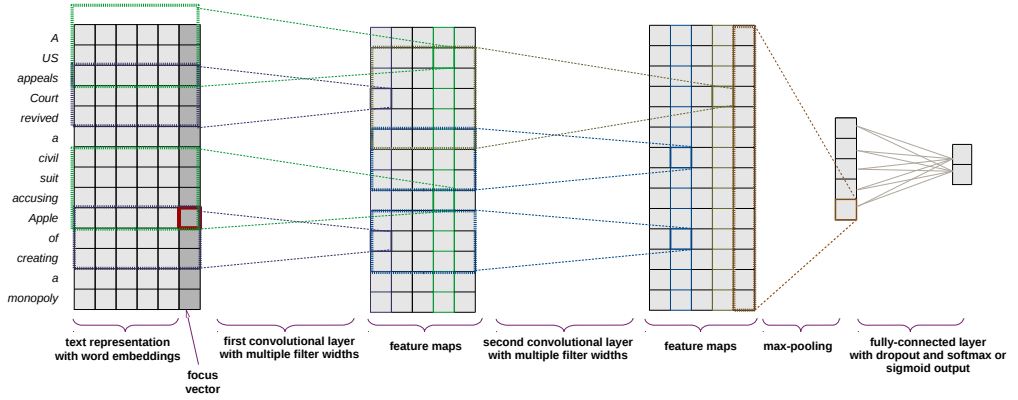 A
US
appeals
Court
revived
a
civil
suit
accusing
Apple
of
creating
a
monopoly
text representation
with word embeddings
focus
vector
first convolutional layer
with multiple filter widths
feature maps
second convolutional layer
with multiple filter widths
feature maps
max-pooling
fully-connected layer
with dropout and softmax or
sigmoid output